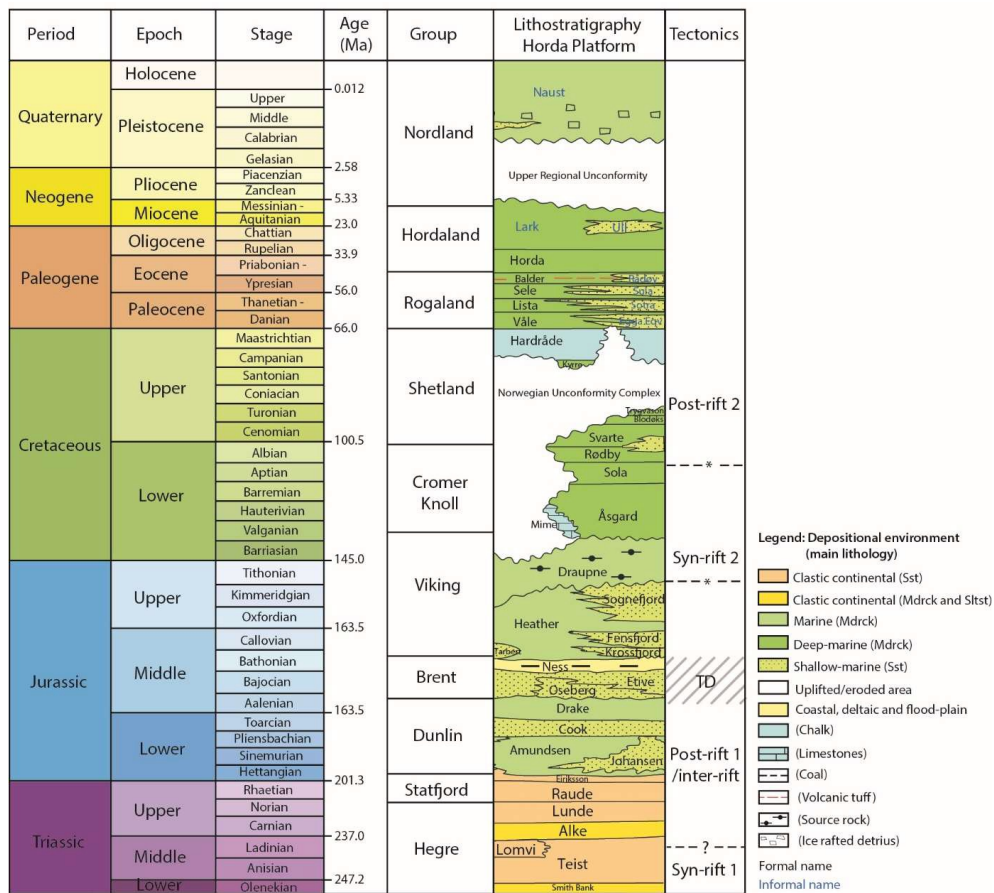 Period
Epoch
Stage
Age
(Ma)
Group
Lithostratigraphy
Horda Platform
Tectonics
Quaternary
Neogene
Paleogene
Cretaceous
Jurassic
Triassic
Holocene
Pleistocene
Pliocene
Miocene
Oligocene
Eocene
Paleocene
Upper
Lower
Upper
Middle
Lower
Upper
Middle
Lower
Upper
Middle
Calabrian
Gelasian
Piacenzian
Zanclean
Messinian -
Aquitanian
Chattian
Rupelian
Priabonian -
Ypresian
Thanetian -
Danian
Maastrichtian
Campanian
Santonian
Coniacian
Turonian
Cenomian
Albian
Aptian
Barremian
Hauterivian
Valganian
Barriasian
Tithonian
Kimmeridgian
Oxfordian
Callovian
Bathonian
Bajocian
Aalenian
Toarcian
Pliensbachian
Sinemurian
Hettangian
Rhaetian
Norian
Carnian
Ladinian
Anisian
Olenekian
0.012
2.58
5.33
23.0
33.9
56.0
66.0
100.5
145.0
163.5
163.5
201.3
237.0
247.2
Nordland
Hordaland
Rogaland
Shetland
Cromer
Knoll
Viking
Brent
Dunlin
Statfjord
Hegre
Naust
Upper Regional Unconformity
Lark
Horda
Balder
Sele
Sula
Lista
Sotra
Våle
Hardråde
Kyrre
Norwegian Unconformity Complex
Tryggvason
Blodøks
Svarte
Rødby
Sola
Åsgard
Mime
Draupne
Sognefjord
Heather
Fensfjord
Tarbert
Krossfjord
Ness
Etive
Oseberg
Drake
Cook
Amundsen
Johansen
Eiriksson
Raude
Lunde
Alke
Lomvi
Teist
Smith Bank
Post-rift 2
*
Syn-rift 2
*
TD
Post-rift 1
/inter-rift
?
Syn-rift 1
Legend: Depositional environment
(main lithology)
Clastic continental (Sst)
Clastic continental (Mdrck and Sltst)
Marine (Mdrck)
Deep-marine (Mdrck)
Shallow-marine (Sst)
Uplifted/eroded area
Coastal, deltaic and flood-plain
(Chalk)
(Limestones)
(Coal)
(Volcanic tuff)
(Source rock)
(Ice rafted detrius)
Formal name
Informal name